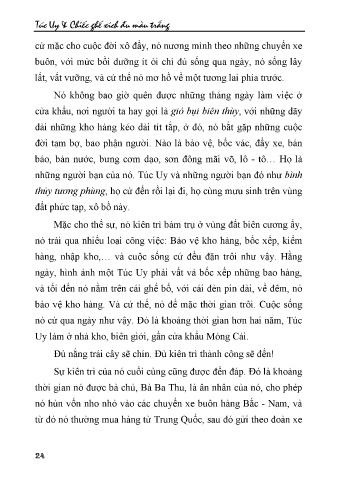 Túc Uy & Chiếc ghế xích đu màu trắng
cứ mặc cho cuộc đời xô đẩy, nó nương mình theo những chuyến xe
buôn, với mức bồi dưỡng ít ỏi chỉ đủ sống qua ngày, nó sống lây
lất, vất vưởng, và cứ thế nó mơ hồ về một tương lai phía trước.
Nó không bao giờ quên được những tháng ngày làm việc ở
cửa khẩu, nơi người ta hay gọi là gió bụi biên thùy, với những dãy
dài những kho hàng kéo dài tít tắp, ở đó, nó bắt gặp những cuộc
đời tạm bợ, bao phận người. Nào là bảo vệ, bốc vác, đẩy xe, bán
báo, bán nước, bưng cơm dạo, sơn đông mãi võ, lô - tô… Họ là
những người bạn của nó. Túc Uy và những người bạn đó như bình
thủy tương phùng, họ cứ đến rồi lại đi, họ cùng mưu sinh trên vùng
đất phức tạp, xô bồ này.
Mặc cho thế sự, nó kiên trì bám trụ ở vùng đất biên cương ấy,
nó trải qua nhiều loại công việc: Bảo vệ kho hàng, bốc xếp, kiểm
hàng, nhập kho,… và cuộc sống cứ đều đặn trôi như vậy. Hằng
ngày, hình ảnh một Túc Uy phải vất vả bốc xếp những bao hàng,
và tối đến nó nằm trên cái ghế bố, với cái đèn pin dài, về đêm, nó
bảo vệ kho hàng. Và cứ thế, nó để mặc thời gian trôi. Cuộc sống
nó cứ qua ngày như vậy. Đó là khoảng thời gian hơn hai năm, Túc
Uy làm ở nhà kho, biên giới, gần cửa khẩu Móng Cái.
Đủ nắng trái cây sẽ chín. Đủ kiên trì thành công sẽ đến!
Sự kiên trì của nó cuối cùng cũng được đền đáp. Đó là khoảng
thời gian nó được bà chủ, Bà Ba Thu, là ân nhân của nó, cho phép
nó hùn vốn nho nhỏ vào các chuyến xe buôn hàng Bắc - Nam, và
từ đó nó thường mua hàng từ Trung Quốc, sau đó gửi theo đoàn xe
24